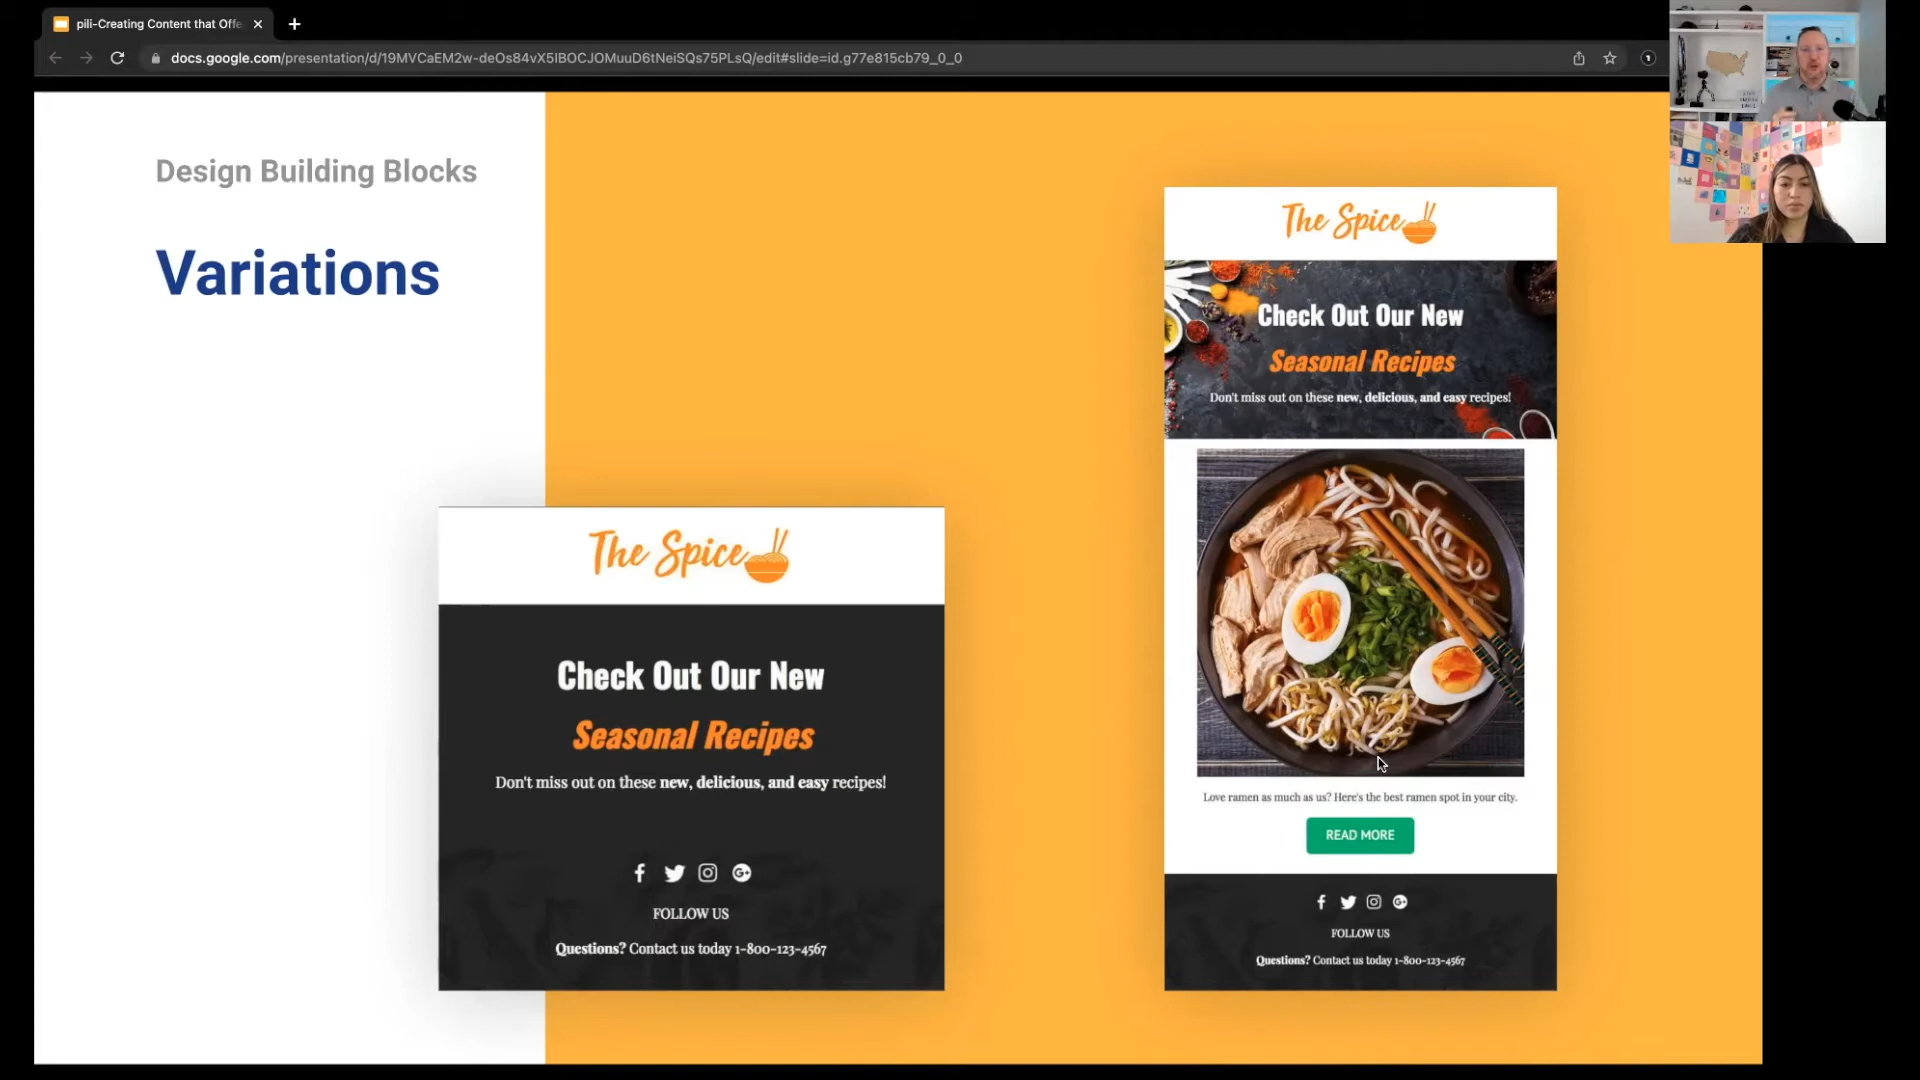 pili-Creating Content that Offe
docs.google.com/presentation/d/19MVCaEM2w-deOs84vX5IBOCJOMuuD6tNeiSQs75PLsQ/edit#slide=id.g77e815cb79_0_0
Design Building Blocks
Variations
The Spice
Check Out Our New
Seasonal Recipes
Don't miss out on these new, delicious, and easy recipes!
FOLLOW US
Questions? Contact us today 1-800-123-4567
The Spice
Check Out Our New
Seasonal Recipes
Don't miss out on these new, delicious, and easy recipes!
Love ramen as much as us? Here's the best ramen spot in your city.
READ MORE
FOLLOW US
Questions? Contact us today 1-800-123-4567